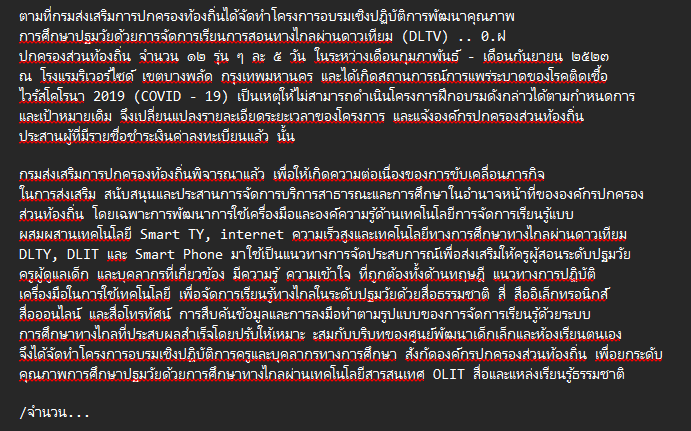 ตามที่กรมส่งเสริมการปกครองท้องถิ่นได้จัดทำโครงการอบรมเชิงปฏิบัติการพัฒนาคุณภาพ
การศึกษาปฐมวัยด้วยการจัดการเรียนการสอนทางไกลผ่านดาวเทียม (DLTV) .. 0.ฝ
ปกครองส่วนท้องถิ่น จำนวน ๑๒ รุ่น ๆ ละ ๕ วัน ในระหว่างเดือนกุมภาพันธ์ - เดือนกันยายน ๒๕๒๓
ณ โรงแรมริเวอร์ไซด์ เขตบางพลัด กรุงเทพมหานคร และได้เกิดสถานการณ์การแพร่ระบาดของโรคติดเชื้อ
ไวรัสโคโรนา 2019 (COVID - 19) เป็นเหตุให้ไม่สามารถดำเนินโครงการฝึกอบรมดังกล่าวได้ตามกำหนดการ
และเป้าหมายเดิม จึงเปลี่ยนแปลงรายละเอียดระยะเวลาของโครงการ และแจ้งองค์กรปกครองส่วนท้องถิ่น
ประสานผู้ที่มีรายชื่อชำระเงินค่าลงทะเบียนแล้ว นั้น

กรมส่งเสริมการปกครองท้องถิ่นพิจารณาแล้ว เพื่อให้เกิดความต่อเนื่องของการขับเคลื่อนภารกิจ
ในการส่งเสริม สนับสนุนและประสานการจัดการบริการสาธารณะและการศึกษาในอำนาจหน้าที่ขององค์กรปกครอง
ส่วนท้องถิ่น โดยเฉพาะการพัฒนาการใช้เครื่องมือและองค์ความรู้ด้านเทคโนโลยีการจัดการเรียนรู้แบบ
ผสมผสานเทคโนโลยี Smart TY, internet ความเร็วสูงและเทคโนโลยีทางการศึกษาทางไกลผ่านดาวเทียม
DLTY, DLIT และ Smart Phone มาใช้เป็นแนวทางการจัดประสบการณ์เพื่อส่งเสริมให้ครูผู้สอนระดับปฐมวัย
ครูผู้ดูแลเด็ก และบุคลากรที่เกี่ยวข้อง มีความรู้ ความเข้าใจ ที่ถูกต้องทั้งด้านทฤษฎี แนวทางการปฏิบัติ
เครื่องมือในการใช้เทคโนโลยี เพื่อจัดการเรียนรู้ทางไกลในระดับปฐมวัยด้วยสื่อธรรมชาติ สี่ สื่ออิเล็กทรอนิกส์
สื่อออนไลน์ และสื่อโทรทัศน์ การสืบค้นข้อมูลและการลงมือทำตามรูปแบบของการจัดการเรียนรู้ด้วยระบบ
การศึกษาทางไกลที่ประสบผลสำเร็จโดยปรับให้เหมาะ ะสมกับบริบทของศูนย์พัฒนาเด็กเล็กและห้องเรียนตนเอง
จึงได้จัดทำโครงการอบรมเชิงปฏิบัติการครูและบุคลากรทางการศึกษา สังกัดองค์กรปกครองส่วนท้องถิ่น เพื่อยกระดับ
คุณภาพการศึกษาปฐมวัยด้วยการศึกษาทางไกลผ่านเทคโนโลยีสารสนเทศ OLIT สื่อและแหล่งเรียนรู้ธรรมชาติ

/จำนวน...